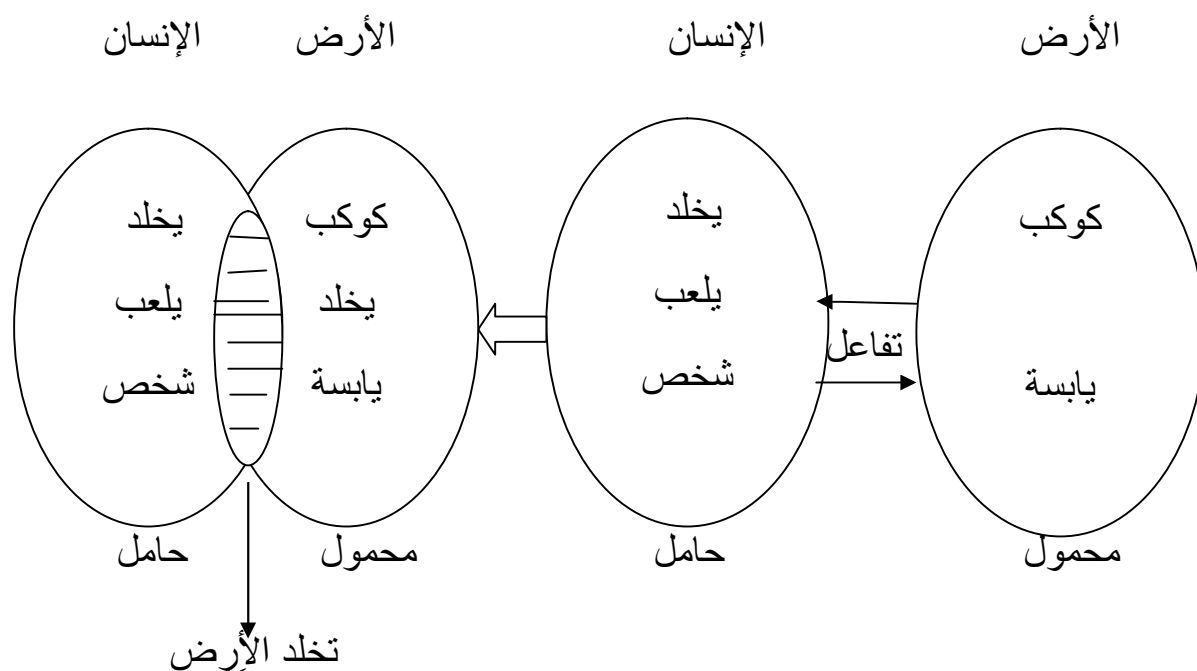 الأرض الإنسان الأرض الإنسان
كوكب يخلد كوكب يخلد
يلعب يخلد يلعب
تفاعل
يابسة شخص يابسة شخص
محمول حامل محمول حامل
تخلد الأرض